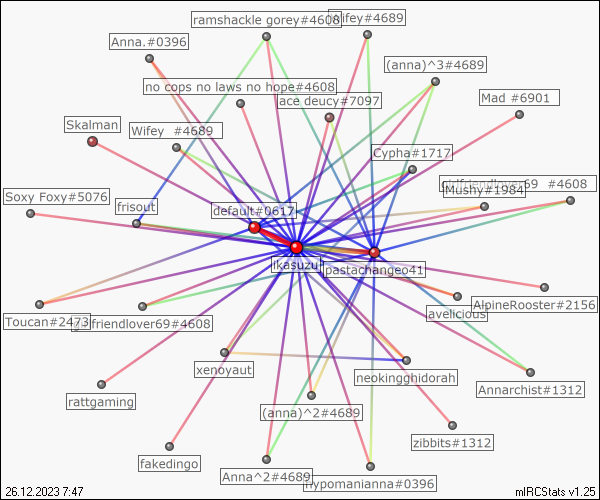 ramshackle gorey#4608
wifey#4689
Anna.#0396
(anna)^3#4689
no cops no laws no hope#4608
ace deucy#7097
Mad #6901
Skalman
Wifey #4689
Cypha#1717
#4608
Mushy#1984
Soxy Foxy#5076
frisout
default#0617
ikasuzu
pastachangeo41
AlpineRooster#2156
avelicious
Toucan#2473
friendlover69#4608
xenoyaut
neokingghidorah
Annarchist#1312
rattgaming
(anna)^2#4689
zibbits#1312
fakedingo
Anna^2#4689
hypomanianna#0396
26.12.2023 7:47
mIRCStats v1.25